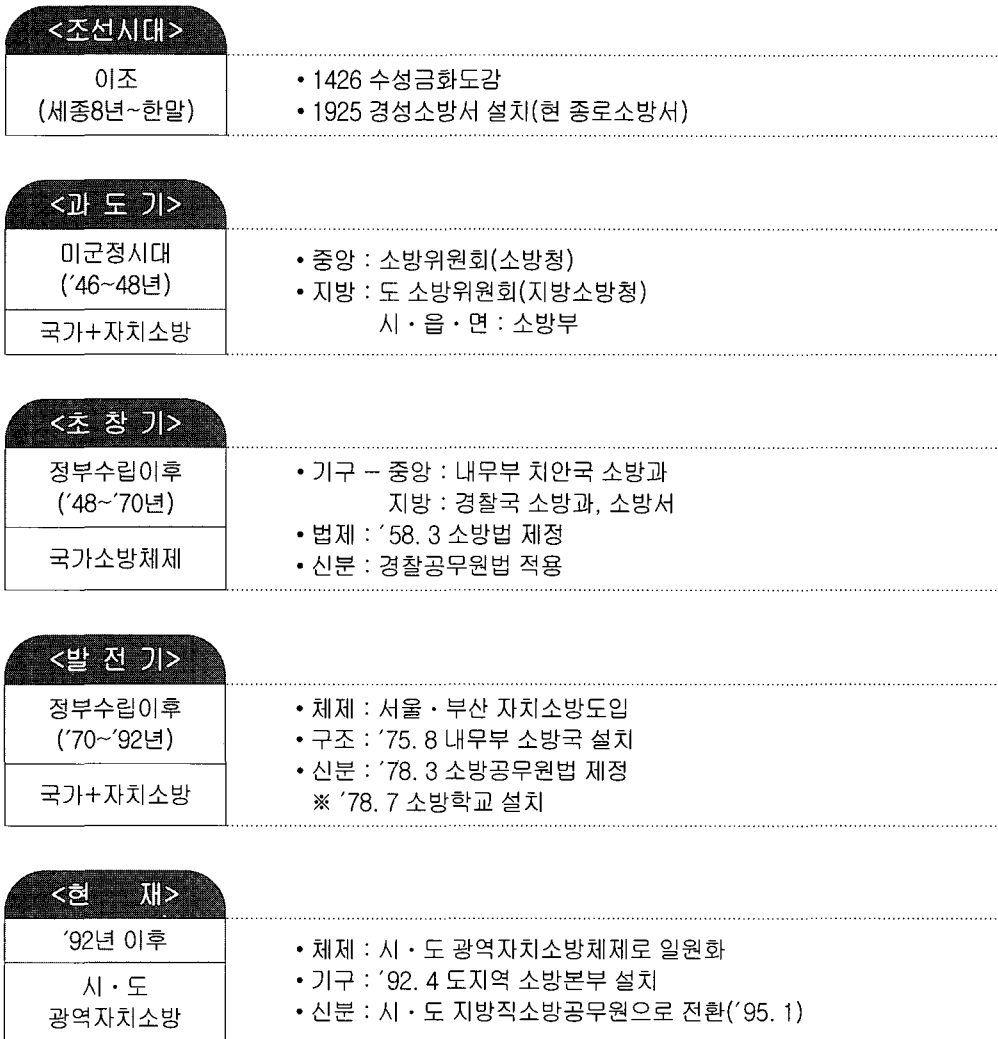 <조선시대>
이조
(세종8년~한말)
• 1426 수성금화도감
• 1925 경성소방서 설치(현 종로소방서)
<과 도 기>
미군정시대
(´46~48년)
국가+자치소방
• 중앙 : 소방위원회(소방청)
• 지방 : 도 소방위원회(지방소방청)
시·읍·면 : 소방부
<초 창 기>
정부수립이후
(´48~´70년)
국가소방체제
• 기구 - 중앙 : 내무부 치안국 소방과
지방 : 경찰국 소방과, 소방서
• 법제 : ´58. 3 소방법 제정
• 신분 : 경찰공무원법 적용
<발 전 기>
정부수립이후
(´70~´92년)
국가+자치소방
• 체제 : 서울·부산 자치소방도입
• 구조 : ´75. 8 내무부 소방국 설치
• 신분 : ´78. 3 소방공무원법 제정
※ ´78. 7 소방학교 설치
<현 재>
´92년 이후
시·도
광역자치소방
• 체제 : 시·도 광역자치소방체제로 일원화
• 기구 : ´92. 4 도지역 소방본부 설치
• 신분 : 시·도 지방직소방공무원으로 전환(´95. 1)